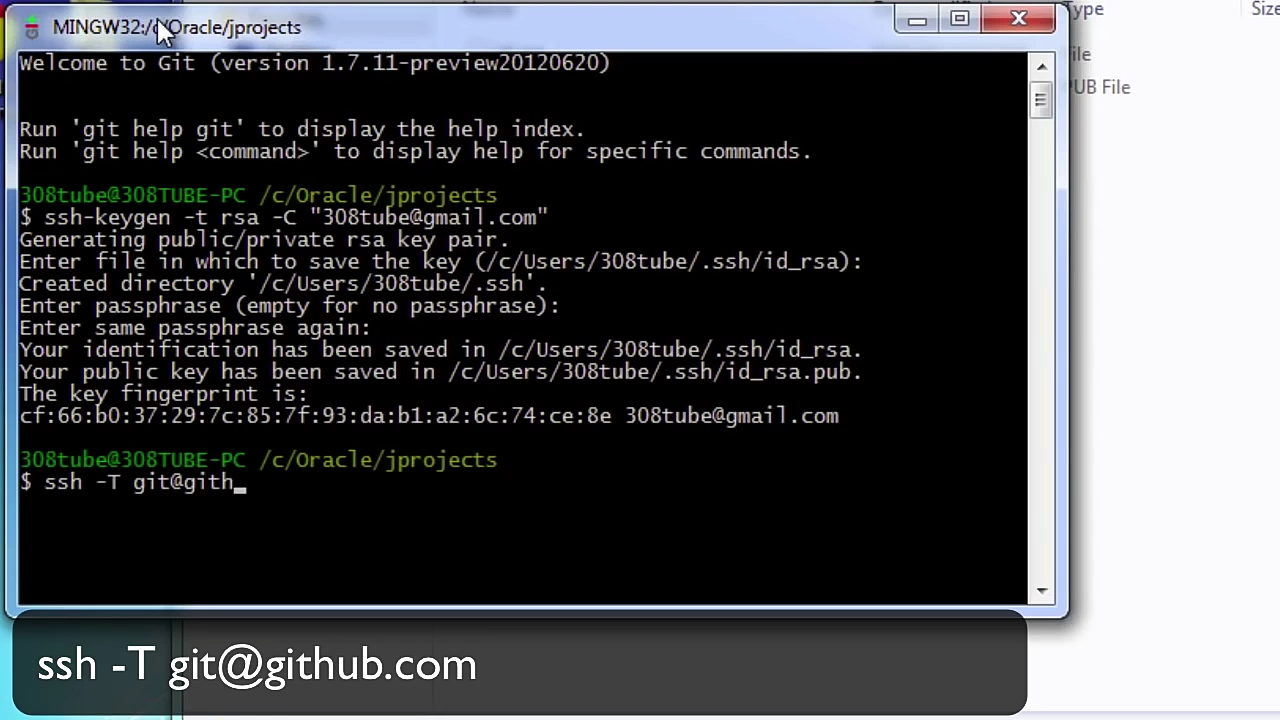 MINGW32:/c/Oracle/jprojects
Type
Size
Welcome to Git (version 1.7.11-preview20120620)
File
PUB File
Run 'git help git' to display the help index.
Run 'git help <command>' to display help for specific commands.
308tube@308TUBE-PC /c/Oracle/jprojects
$ ssh-keygen -t rsa -C "308tube@gmail.com"
Generating public/private rsa key pair.
Enter file in which to save the key (/c/Users/308tube/.ssh/id_rsa):
Created directory '/c/Users/308tube/.ssh'.
Enter passphrase (empty for no passphrase):
Enter same passphrase again:
Your identification has been saved in /c/Users/308tube/.ssh/id_rsa.
Your public key has been saved in /c/Users/308tube/.ssh/id_rsa.pub.
The key fingerprint is:
cf:66:b0:37:29:7c:85:7f:93:da:b1:a2:6c:74:ce:8e 308tube@gmail.com
308tube@308TUBE-PC /c/Oracle/jprojects
$ ssh -T git@gith_
ssh -T git@github.com